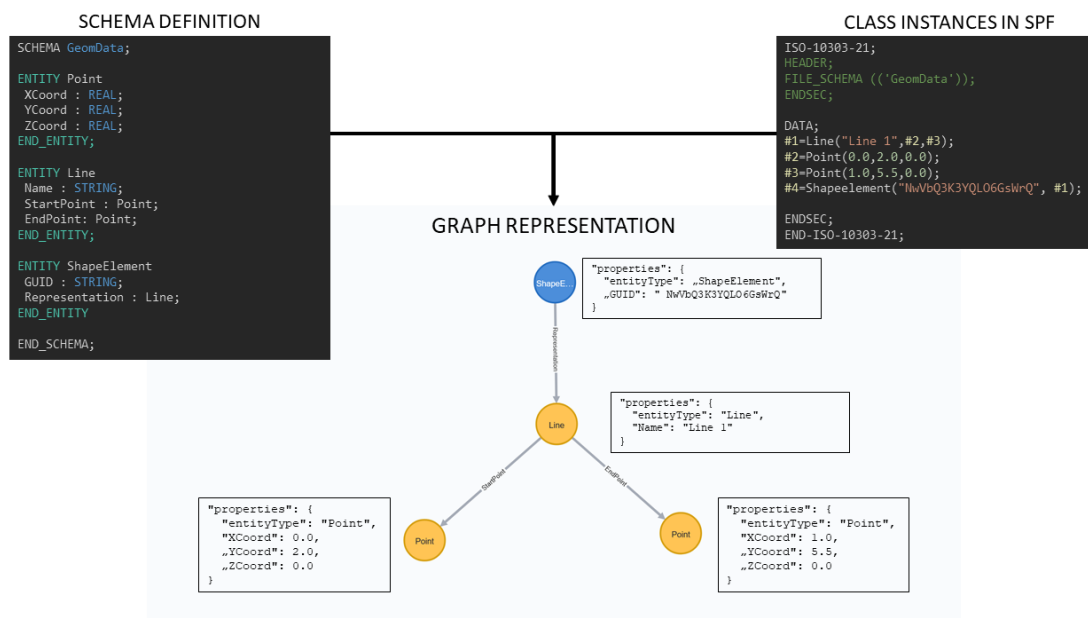 SCHEMA DEFINITION
SCHEMA GeomData;
ENTITY Point
XCoord : REAL;
YCoord : REAL;
ZCoord : REAL;
END_ENTITY;
ENTITY Line
Name : STRING;
StartPoint : Point;
EndPoint: Point;
END_ENTITY;
ENTITY ShapeElement
GUID : STRING;
Representation : Line;
END_ENTITY
END_SCHEMA;
CLASS INSTANCES IN SPF
ISO-10303-21;
HEADER;
FILE_SCHEMA (('GeomData'));
ENDSEC;
DATA;
#1=Line("Line 1",#2,#3);
#2=Point(0.0,2.0,0.0);
#3=Point(1.0,5.5,0.0);
#4=Shapeelement("NwVbQ3K3YQLO6GsWrQ", #1);
ENDSEC;
END-ISO-10303-21;
GRAPH REPRESENTATION
ShapeE...
"properties": {
"entityType": „ShapeElement",
„GUID": " NwVbQ3K3YQLO6GsWrQ"
}
Representation
Line
"properties": {
"entityType": "Line",
"Name": "Line 1"
}
StartPoint
EndPoint
"properties": {
"entityType": "Point",
"XCoord": 0.0,
„YCoord": 2.0,
„ZCoord": 0.0
}
Point
Point
"properties": {
"entityType": "Point",
"XCoord": 1.0,
„YCoord": 5.5,
„ZCoord": 0.0
}